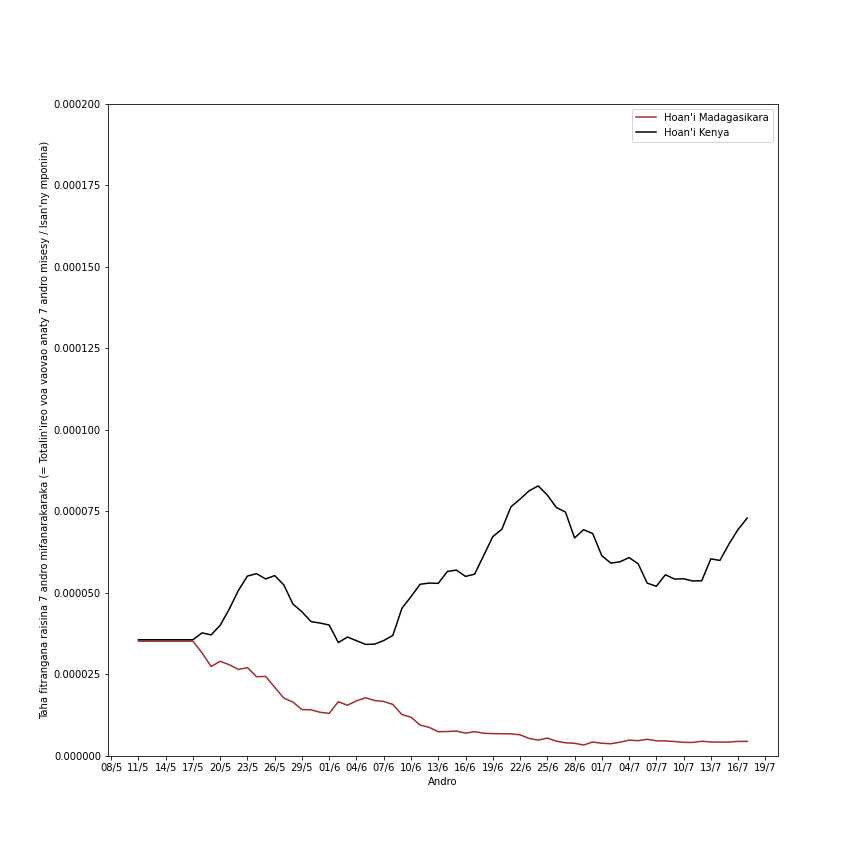 Hoan'i Madagasikara
Hoan'i Kenya
Taha fitrangana raisina 7 andro mifanarakaraka (= Totalin'ireo voa vaovao anaty 7 andro misesy / Isan'ny mponina)
0.000200
0.000175
0.000150
0.000125
0.000100
0.000075
0.000050
0.000025
0.000000
08/5 11/5 14/5 17/5 20/5 23/5 26/5 29/5 01/6 04/6 07/6 10/6 13/6 16/6 19/6 22/6 25/6 28/6 01/7 04/7 07/7 10/7 13/7 16/7 19/7
Andro